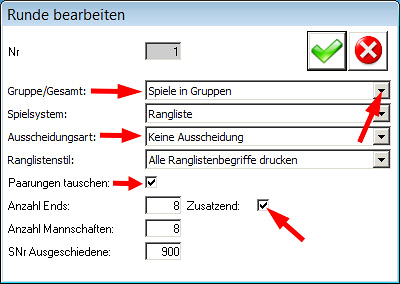 Runde bearbeiten
Nr 1
Gruppe/Gesamt: Spiele in Gruppen
Spielsystem: Rangliste
Ausscheidungsart: Keine Ausscheidung
Ranglistenstil: Alle Ranglistenbegriffe drucken
Paarungen tauschen:
Anzahl Ends: 8 Zusatzend:
Anzahl Mannschaften: 8
SNr Ausgeschiedene: 900